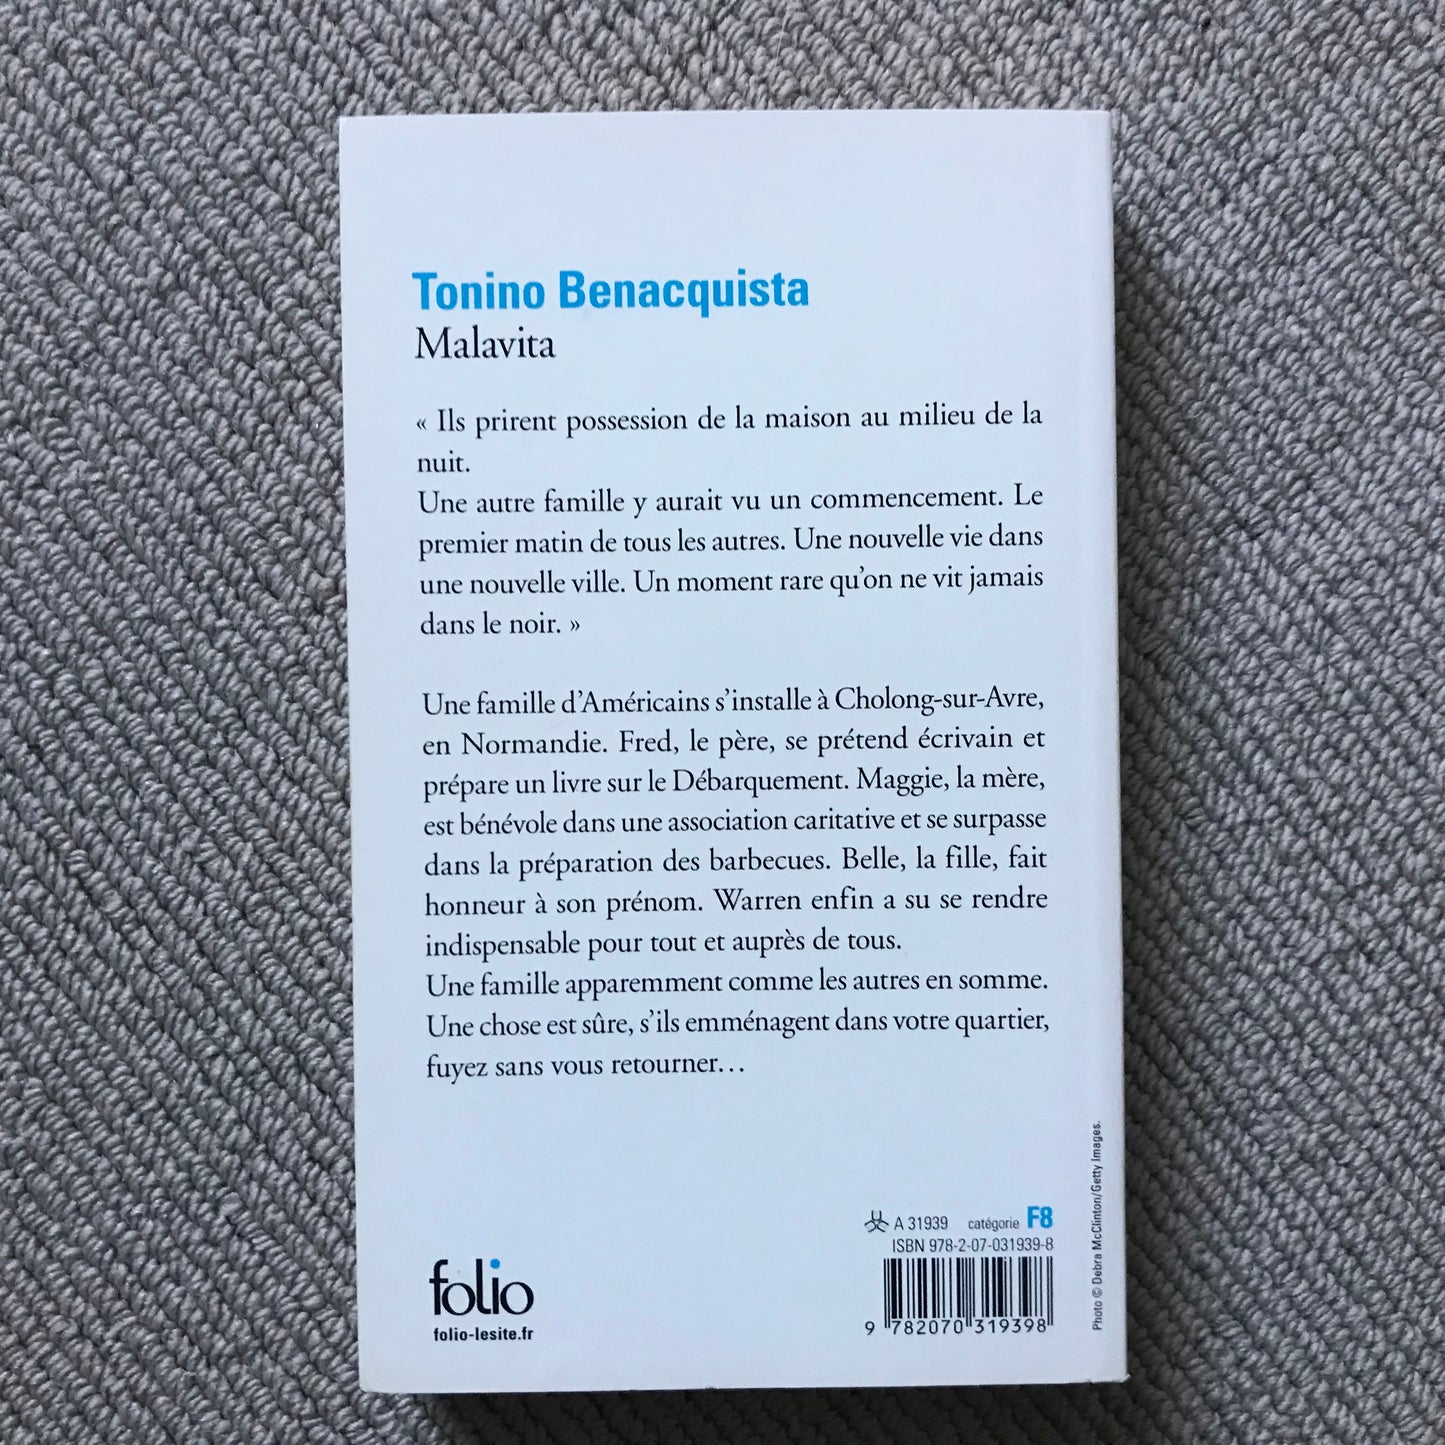 Tonino Benacquista
Malavita
« Ils prirent possession de la maison au milieu de la
nuit.
Une autre famille y aurait vu un commencement. Le
premier matin de tous les autres. Une nouvelle vie dans
une nouvelle ville. Un moment rare qu'on ne vit jamais
dans le noir. »
Une famille d'Américains s'installe à Cholong-sur-Avre,
en Normandie. Fred, le père, se prétend écrivain et
prépare un livre sur le Débarquement. Maggie, la mère,
est bénévole dans une association caritative et se surpasse
dans la préparation des barbecues. Belle, la fille, fait
honneur à son prénom. Warren enfin a su se rendre
indispensable pour tout et auprès de tous.
Une famille apparemment comme les autres en somme.
Une chose est sûre, s'ils emménagent dans votre quartier,
fuyez sans vous retourner…
A 31939 catégorie F8
ISBN 978-2-07-031939-8
9 782070 319398
folio
folio-lesite.fr
Photo © Debra McClinton/Getty Images.